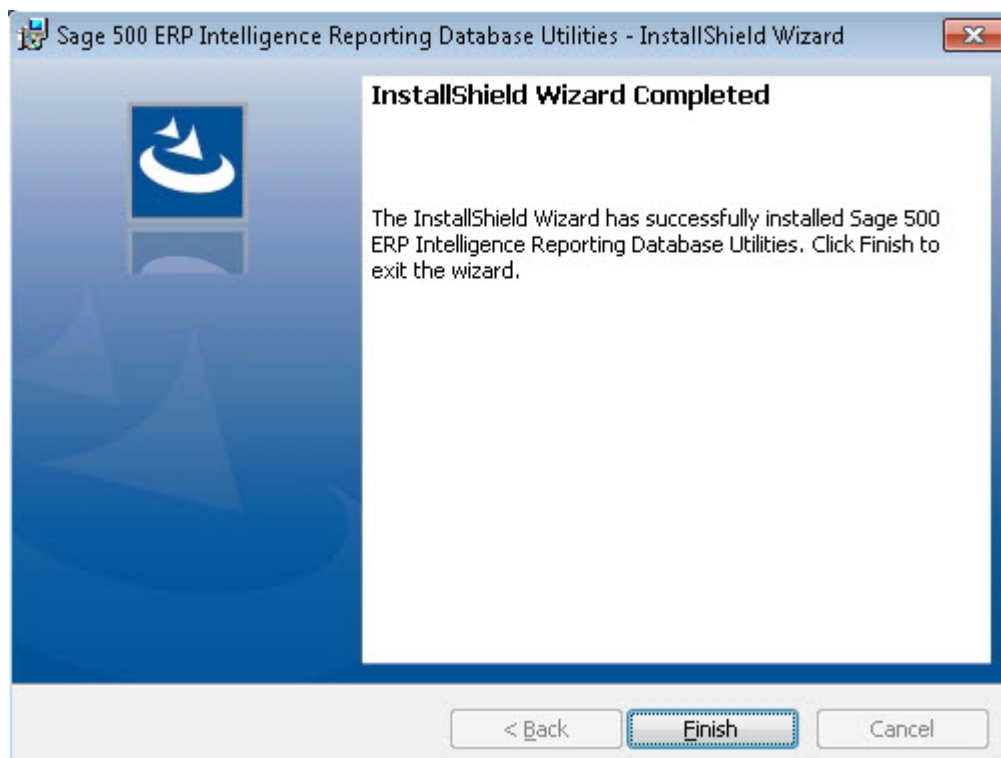 Sage 500 ERP Intelligence Reporting Database Utilities - InstallShield Wizard
InstallShield Wizard Completed
The InstallShield Wizard has successfully installed Sage 500
ERP Intelligence Reporting Database Utilities. Click Finish to
exit the wizard.
< Back Finish Cancel